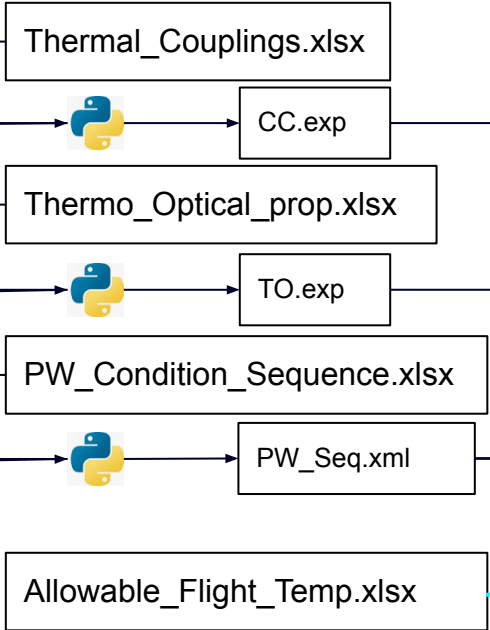 Thermal_Couplings.xlsx
CC.exp
Thermo_Optical_prop.xlsx
TO.exp
PW_Condition_Sequence.xlsx
PW_Seq.xml
Allowable_Flight_Temp.xlsx